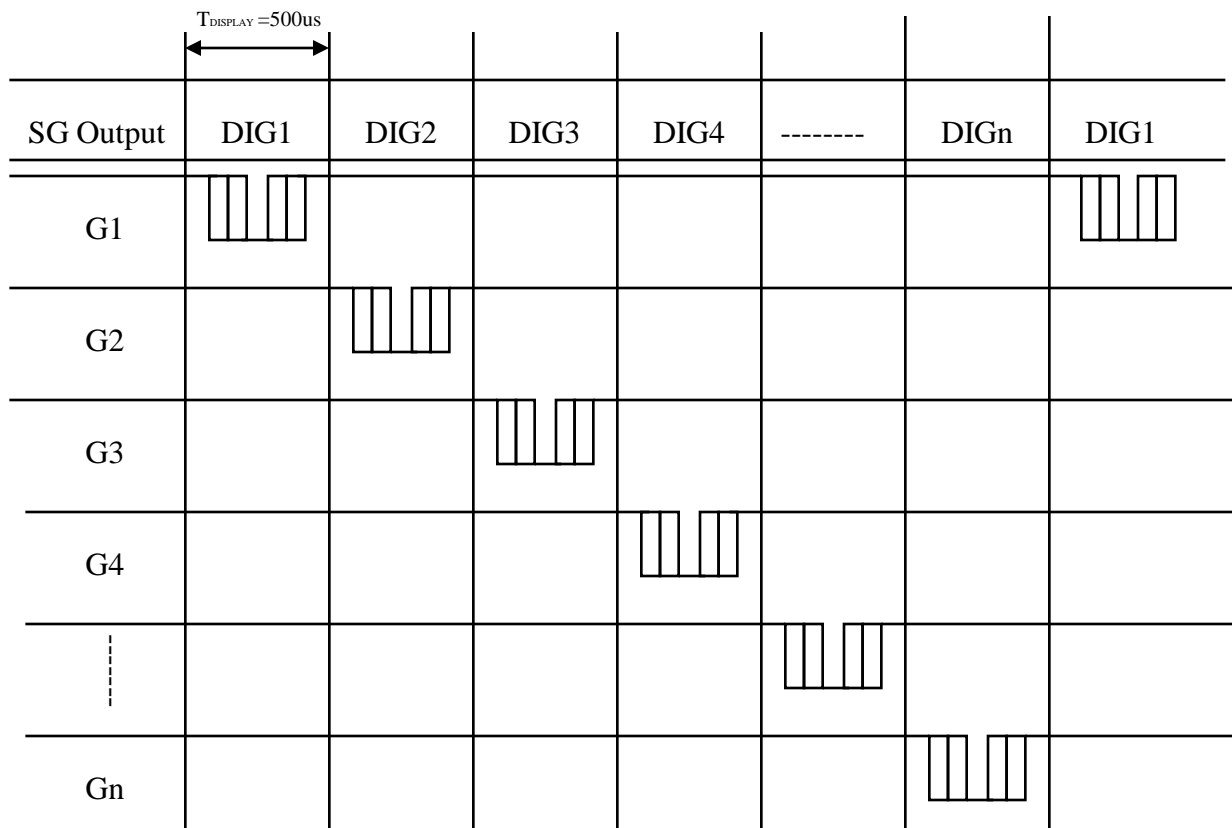 TDISPLAY =500us
SG Output DIG1 DIG2 DIG3 DIG4 -------- DIGn DIG1
G1
G2
G3
G4
Gn